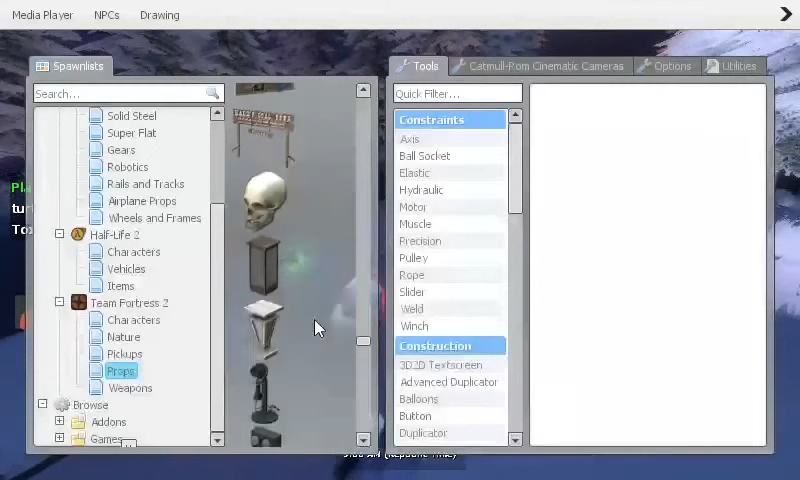 Media Player NPCs Drawing
Spawnlists
Search...
Solid Steel
Super Flat
Gears
Robotics
Rails and Tracks
Airplane Props
Wheels and Frames
Half-Life 2
Characters
Vehicles
Items
Team Fortress 2
Characters
Nature
Pickups
Props
Weapons
Browse
Addons
Games
Tools Catmull-Rom Cinematic Cameras Options Utilities
Quick Filter...
Constraints
Axis
Ball Socket
Elastic
Hydraulic
Motor
Muscle
Precision
Pulley
Rope
Slider
Weld
Winch
Construction
3D2D Textscreen
Advanced Duplicator
Balloons
Button
Duplicator